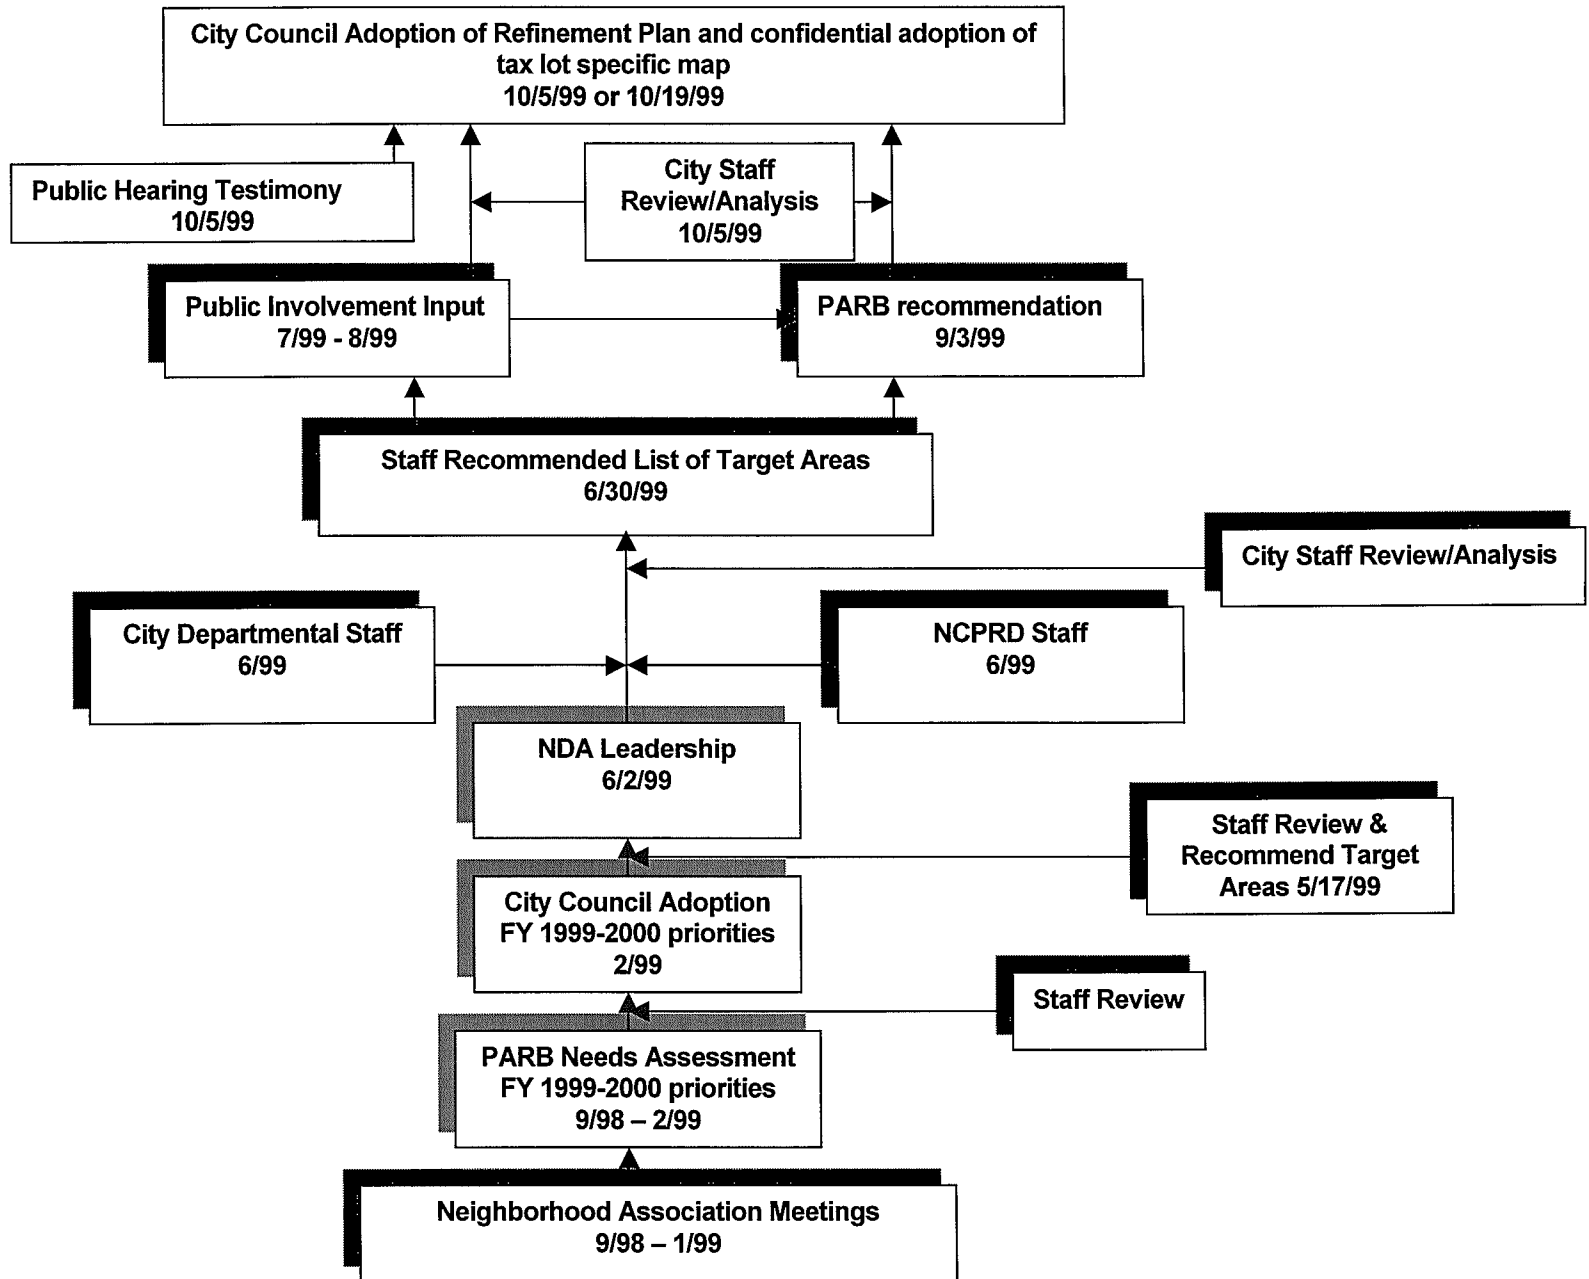 City Council Adoption of Refinement Plan and confidential adoption of
tax lot specific map
10/5/99 or 10/19/99
Public Hearing Testimony
10/5/99
City Staff
Review/Analysis
10/5/99
Public Involvement Input
7/99 - 8/99
PARB recommendation
9/3/99
Staff Recommended List of Target Areas
6/30/99
City Staff Review/Analysis
City Departmental Staff
6/99
NCPRD Staff
6/99
NDA Leadership
6/2/99
Staff Review &
Recommend Target
Areas 5/17/99
City Council Adoption
FY 1999-2000 priorities
2/99
Staff Review
PARB Needs Assessment
FY 1999-2000 priorities
9/98 – 2/99
Neighborhood Association Meetings
9/98 – 1/99